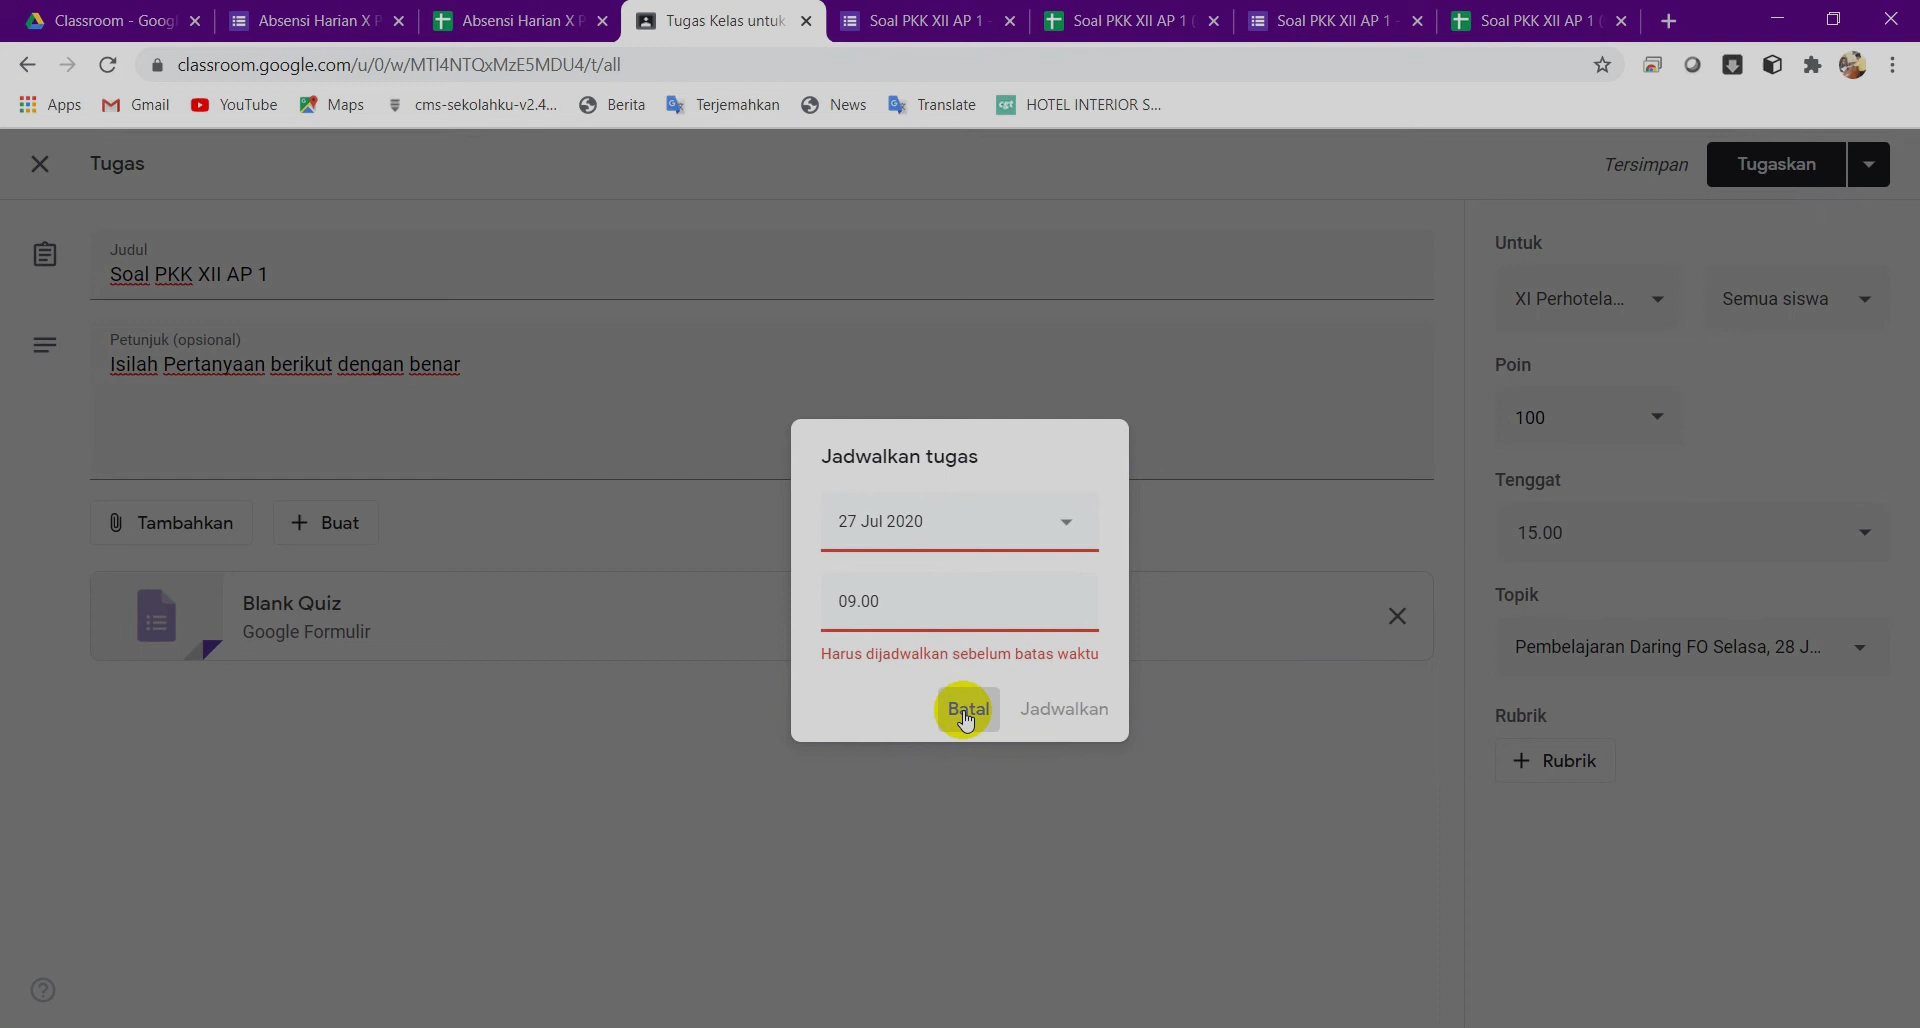 Classroom - Goog
Absensi Harian X P
Absensi Harian X P
Tugas Kelas untuk
Soal PKK XII AP 1 -
Soal PKK XII AP 1 (
Soal PKK XII AP 1 -
Soal PKK XII AP 1 (
classroom.google.com/u/0/w/MTI4NTQxMzE5MDU4/t/all
Apps
Gmail
YouTube
Maps
cms-sekolahku-v2.4...
Berita
Terjemahkan
News
Translate
cgt
HOTEL INTERIOR S...
Tugas
Tersimpan
Tugaskan
Judul
Soal PKK XII AP 1
Petunjuk (opsional)
Isilah Pertanyaan berikut dengan benar
Tambahkan
Buat
Blank Quiz
Google Formulir
Jadwalkan tugas
27 Jul 2020
09.00
Harus dijadwalkan sebelum batas waktu
Batal
Jadwalkan
Untuk
XI Perhotela...
Semua siswa
Poin
100
Tenggat
15.00
Topik
Pembelajaran Daring FO Selasa, 28 J...
Rubrik
Rubrik